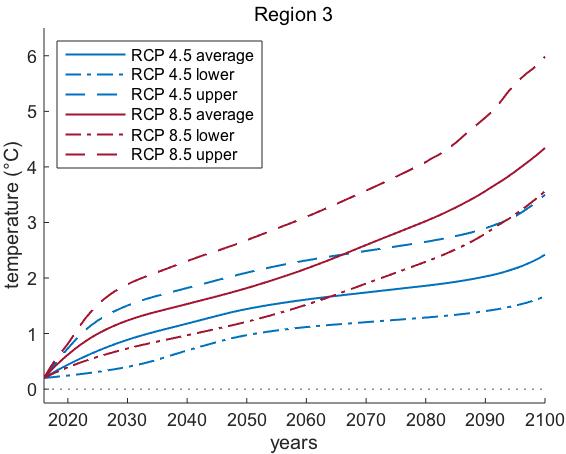 Region 3
RCP 4.5 average
RCP 4.5 lower
RCP 4.5 upper
RCP 8.5 average
RCP 8.5 lower
RCP 8.5 upper
temperature (°C)
6
5
4
3
2
1
0
2020 2030 2040 2050 2060 2070 2080 2090 2100
years